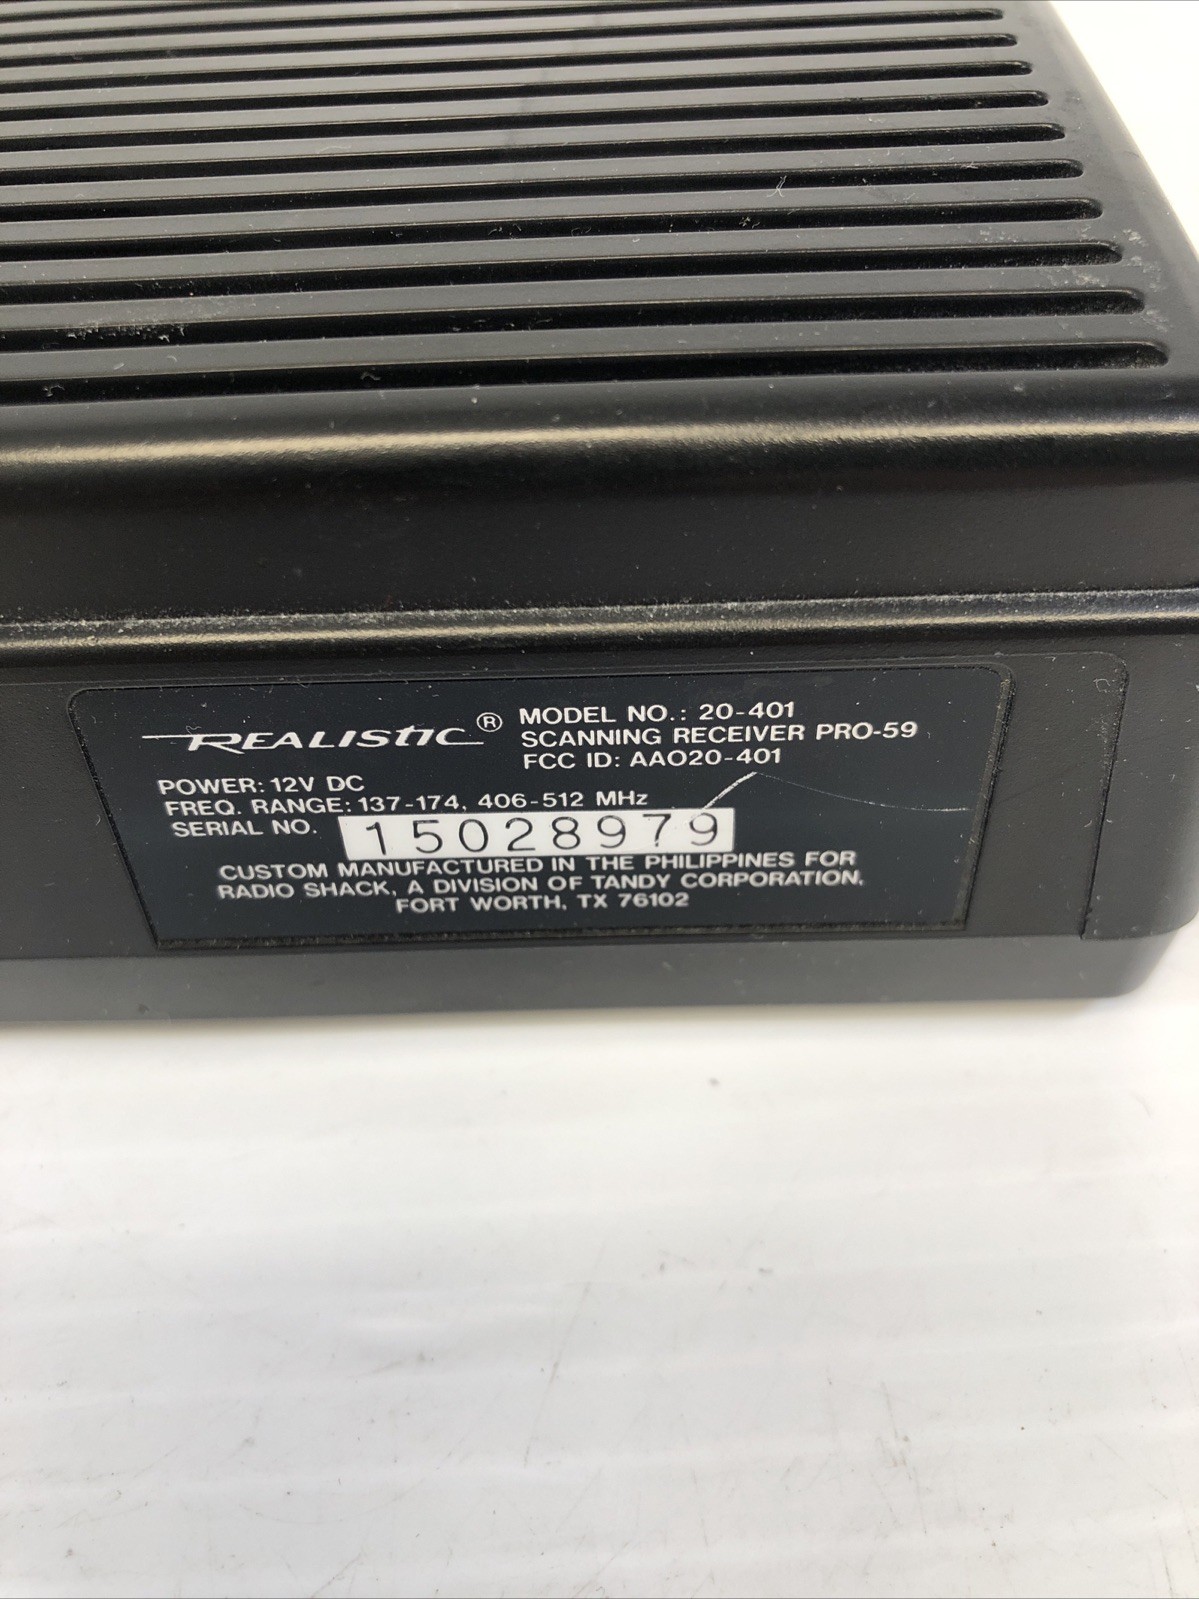 REALISTIC®
MODEL NO.: 20-401
SCANNING RECEIVER PRO-59
FCC ID: AAO20-401
POWER: 12V DC
FREQ. RANGE: 137-174, 406-512 MHz
SERIAL NO. 15028979
CUSTOM MANUFACTURED IN THE PHILIPPINES FOR
RADIO SHACK, A DIVISION OF TANDY CORPORATION,
FORT WORTH, TX 76102